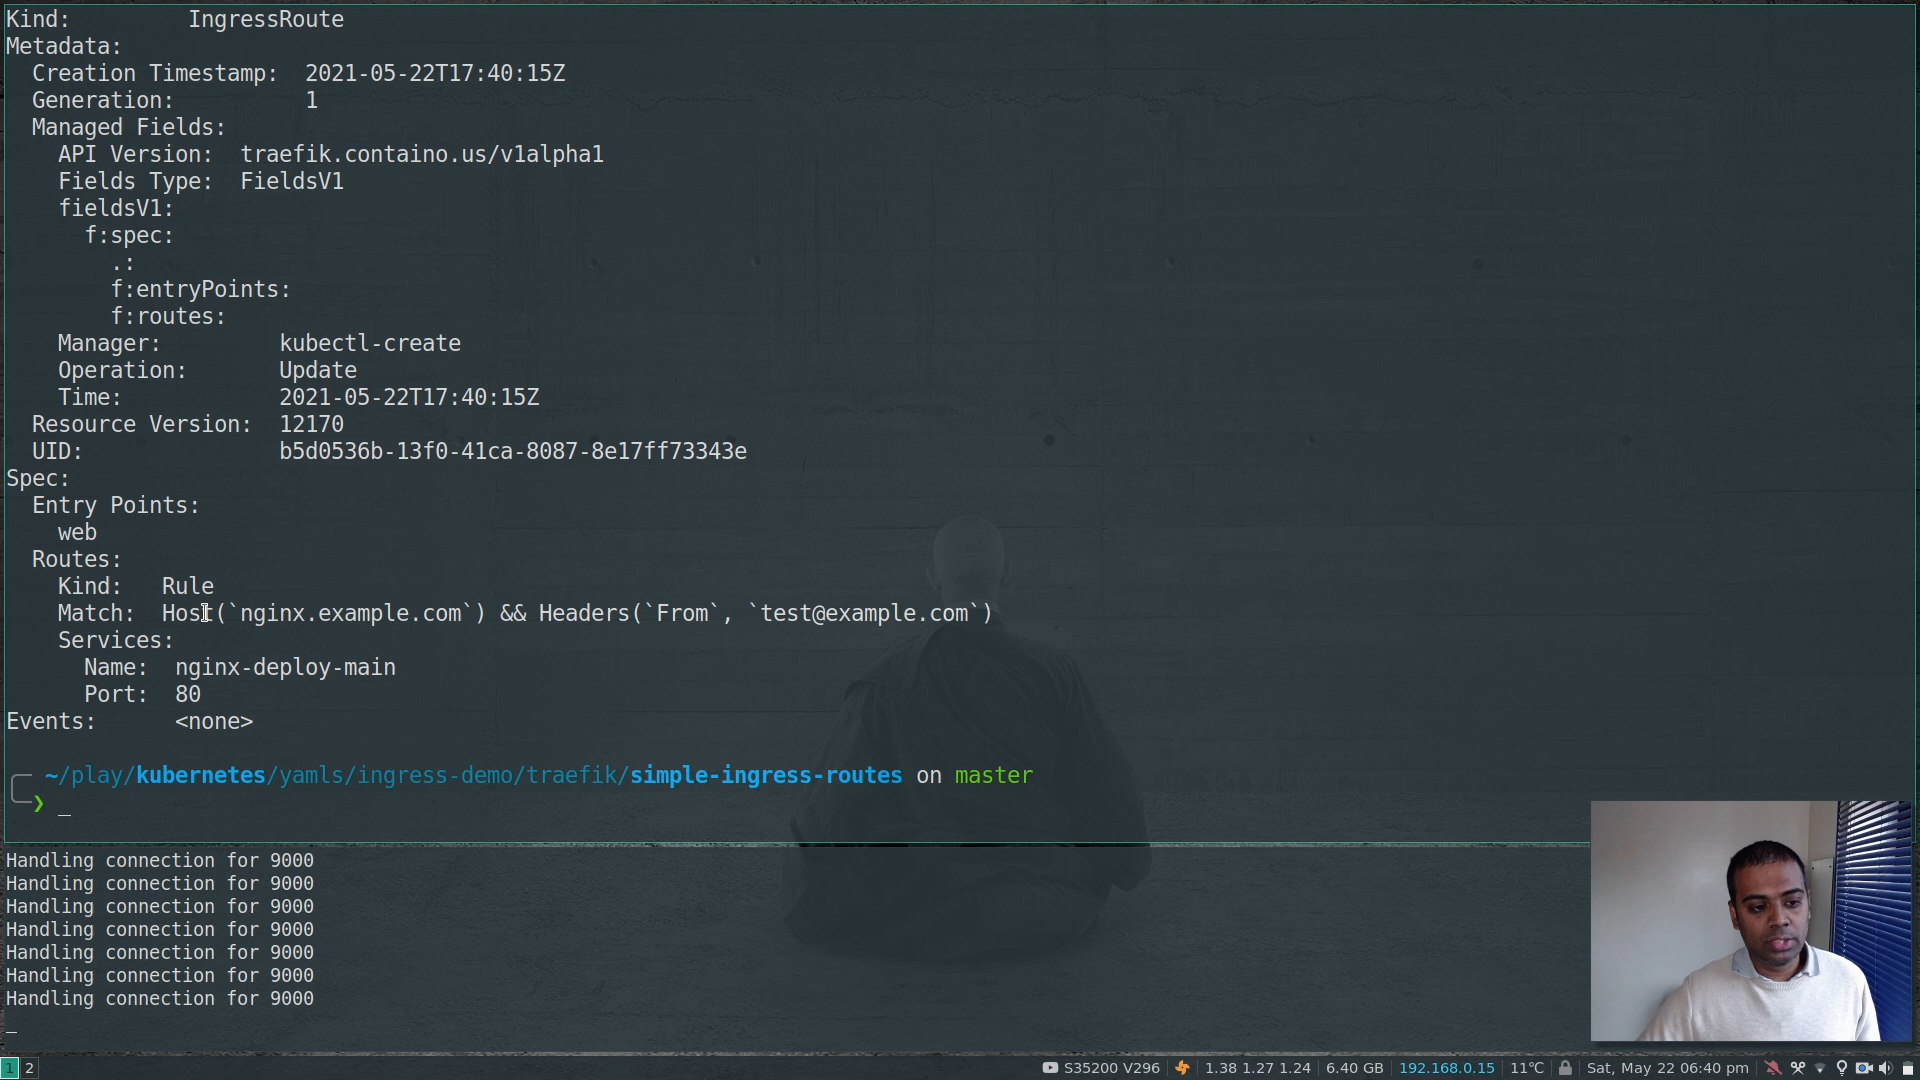 Kind:         IngressRoute
Metadata:
  Creation Timestamp:  2021-05-22T17:40:15Z
  Generation:          1
  Managed Fields:
    API Version:  traefik.containo.us/v1alpha1
    Fields Type:  FieldsV1
    fieldsV1:
      f:spec:
        .:
        f:entryPoints:
        f:routes:
    Manager:         kubectl-create
    Operation:       Update
    Time:            2021-05-22T17:40:15Z
  Resource Version:  12170
  UID:               b5d0536b-13f0-41ca-8087-8e17ff73343e
Spec:
  Entry Points:
    web
  Routes:
    Kind:   Rule
    Match:  Host(`nginx.example.com`) && Headers(`From`, `test@example.com`)
    Services:
      Name:  nginx-deploy-main
      Port:  80
Events:      <none>
~/play/kubernetes/yamls/ingress-demo/traefik/simple-ingress-routes on master
❯ _
Handling connection for 9000
Handling connection for 9000
Handling connection for 9000
Handling connection for 9000
Handling connection for 9000
Handling connection for 9000
Handling connection for 9000
_
1 2 S35200 V296 1.38 1.27 1.24 6.40 GB 192.168.0.15 11℃ Sat, May 22 06:40 pm